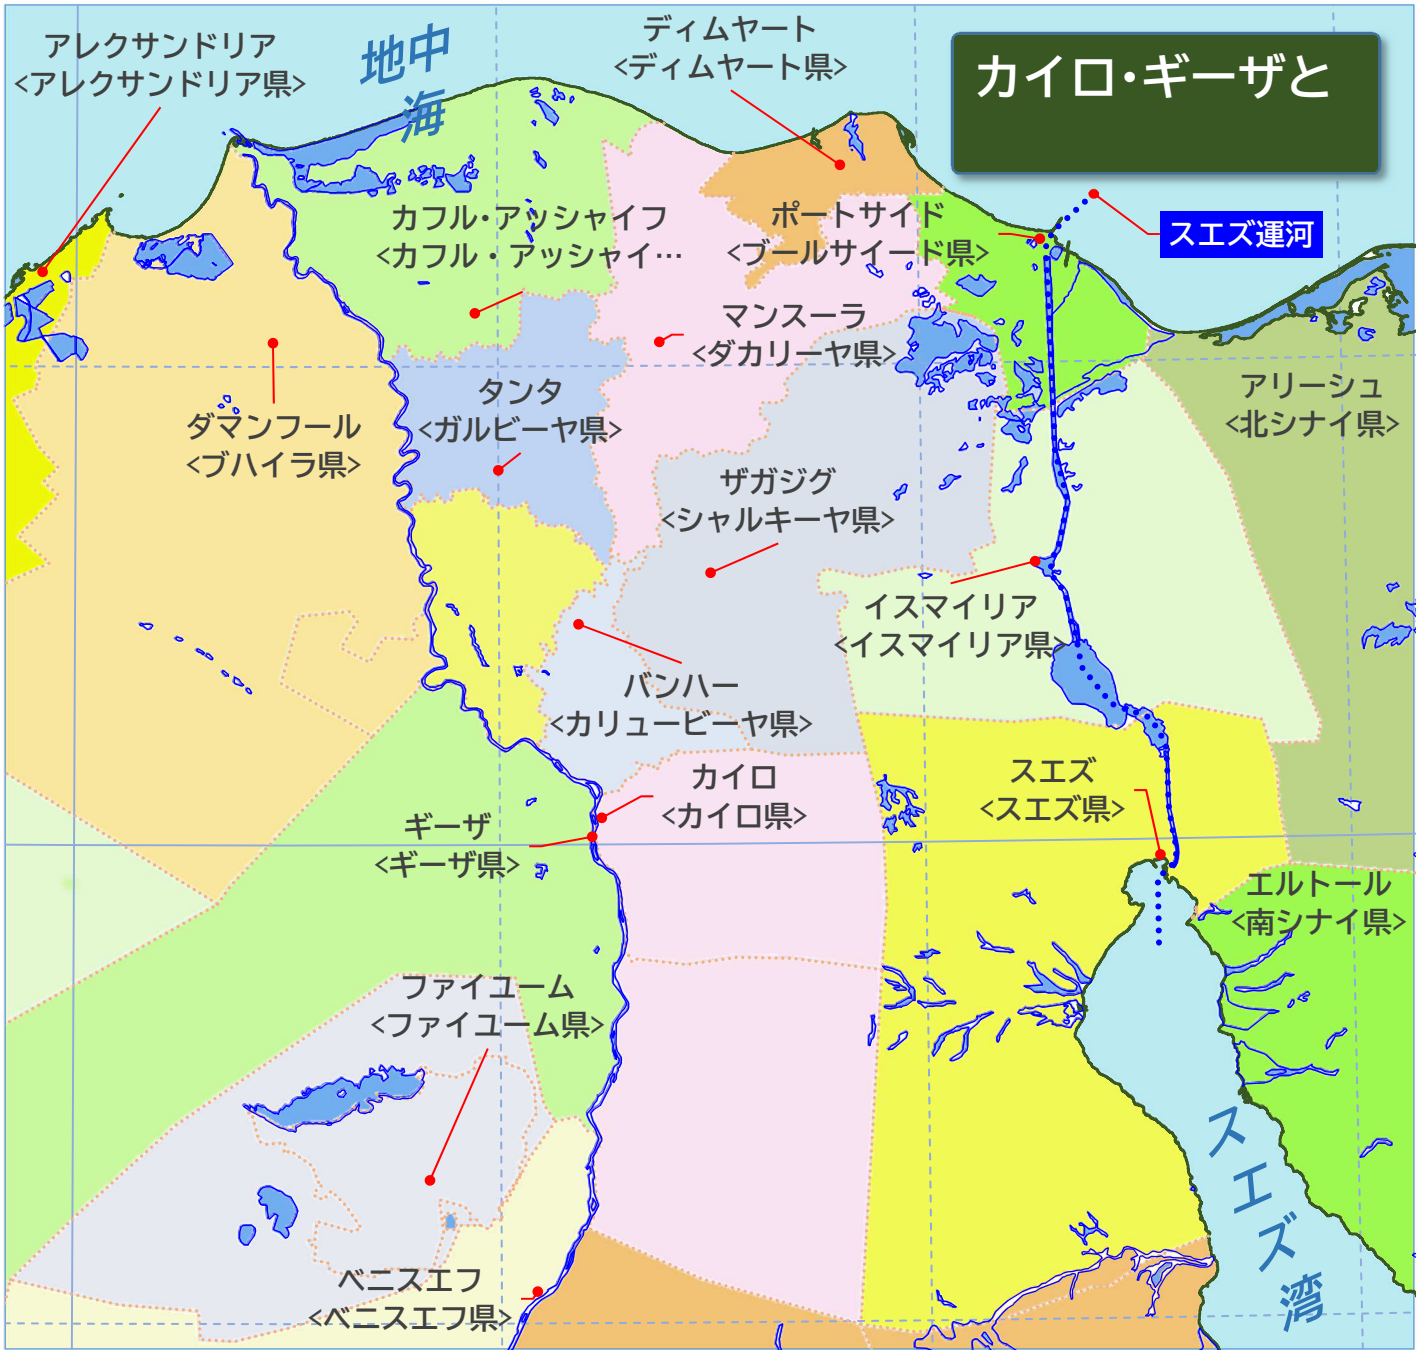 アレクサンドリア
<アレクサンドリア県>
地中
海
ディムヤート
<ディムヤート県>
カイロ・ギーザと
スエズ運河
カフル・アッシャイフ
<カフル・アッシャイ…
ポートサイド
<ブールサイード県>
マンスーラ
<ダカリーヤ県>
タンタ
<ガルビーヤ県>
アリーシュ
<北シナイ県>
ダマンフール
<ブハイラ県>
ザガジグ
<シャルキーヤ県>
イスマイリア
<イスマイリア県>
バンハー
<カリュービーヤ県>
カイロ
<カイロ県>
スエズ
<スエズ県>
ギーザ
<ギーザ県>
エルトール
<南シナイ県>
ファイユーム
<ファイユーム県>
スエズ湾
ベニスエフ
<ベニスエフ県>